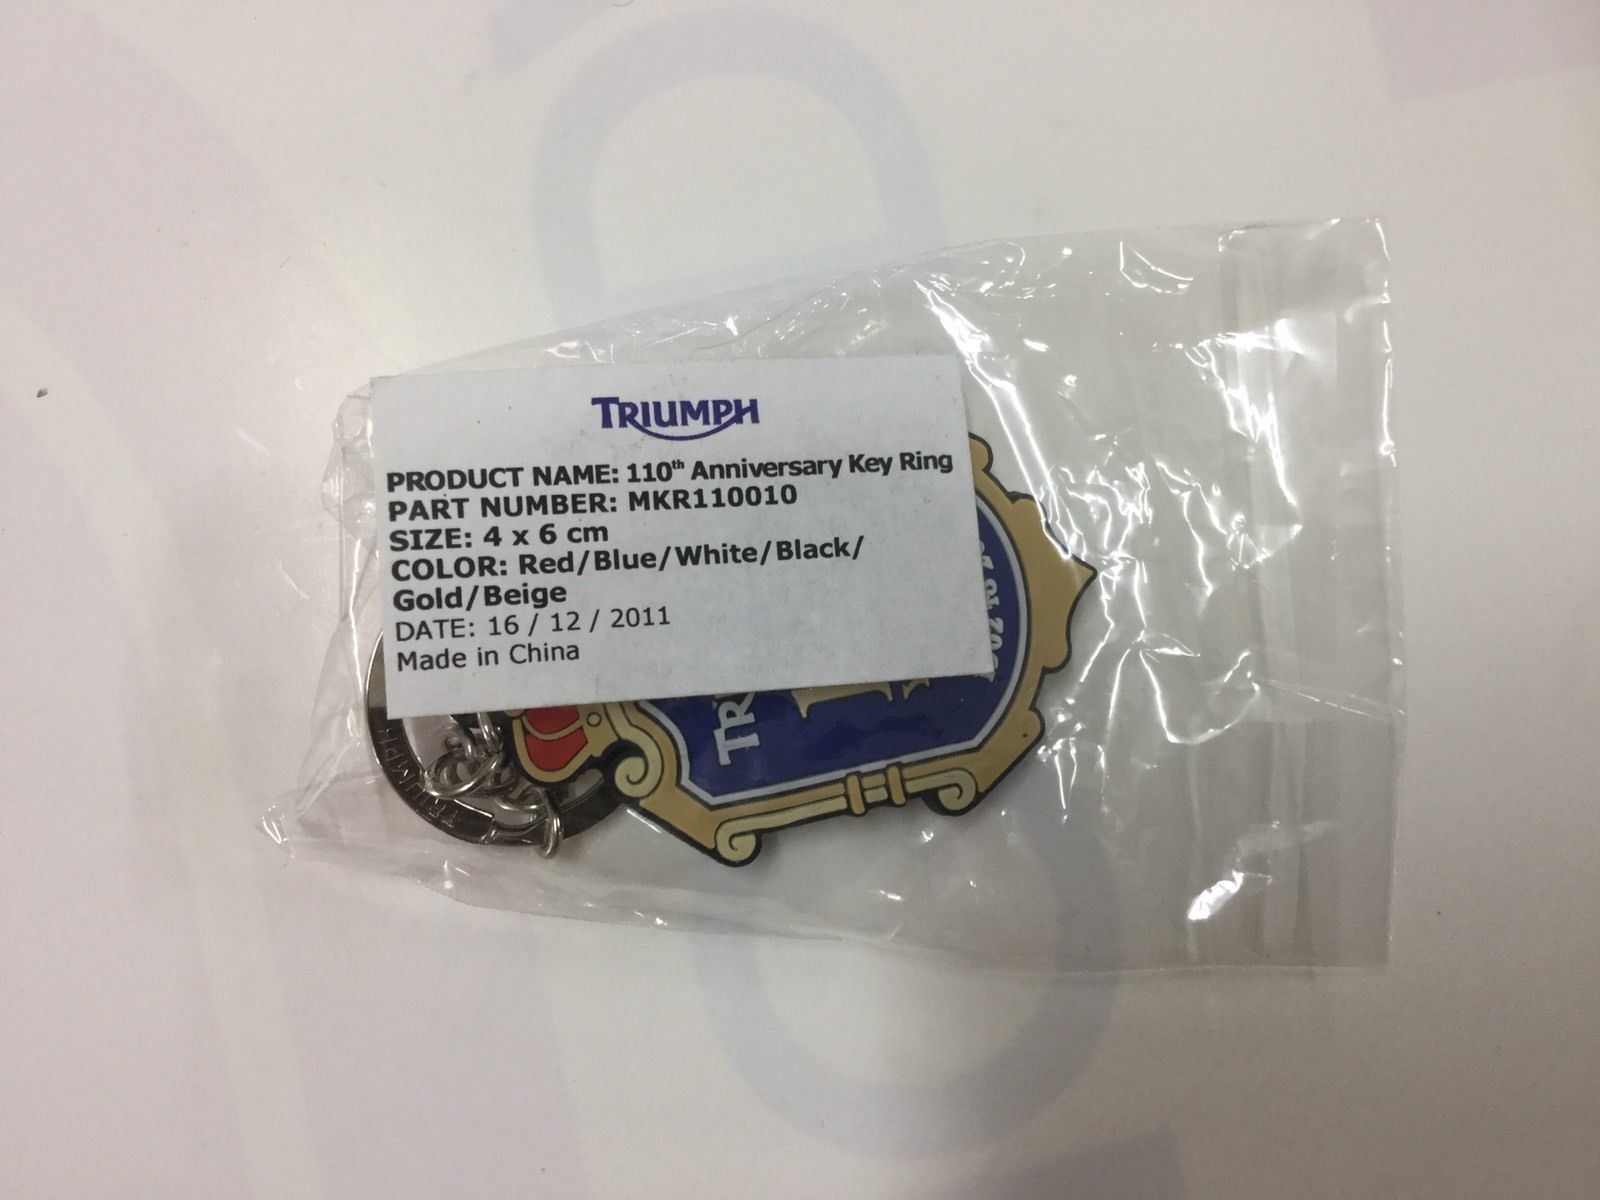 TRIUMPH
PRODUCT NAME: 110th Anniversary Key Ring
PART NUMBER: MKR110010
SIZE: 4 x 6 cm
COLOR: Red/Blue/White/Black/
Gold/Beige
DATE: 16 / 12 / 2011
Made in China
TRIUMPH